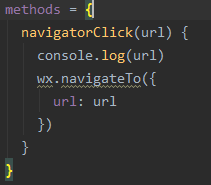 methods = {
  navigatorClick(url) {
    console.log(url)
    wx.navigateTo({
      url: url
    })
  }
}